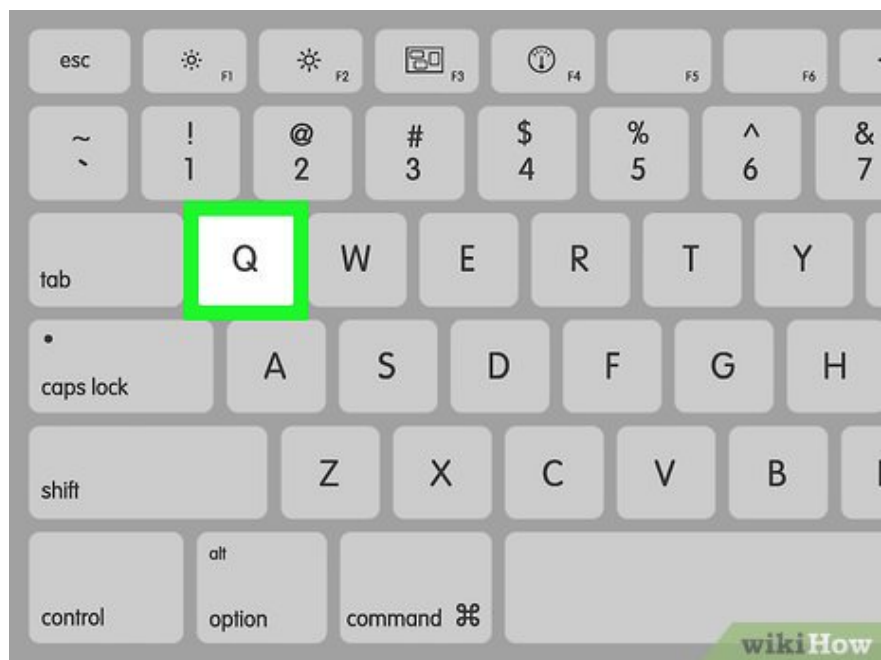 esc F1 F2 F3 F4 F5 F6
~ ! @ # $ % ^ &
` 1 2 3 4 5 6 7
tab Q W E R T Y
caps lock A S D F G H
shift Z X C V B
alt
control option command ⌘
wikiHow